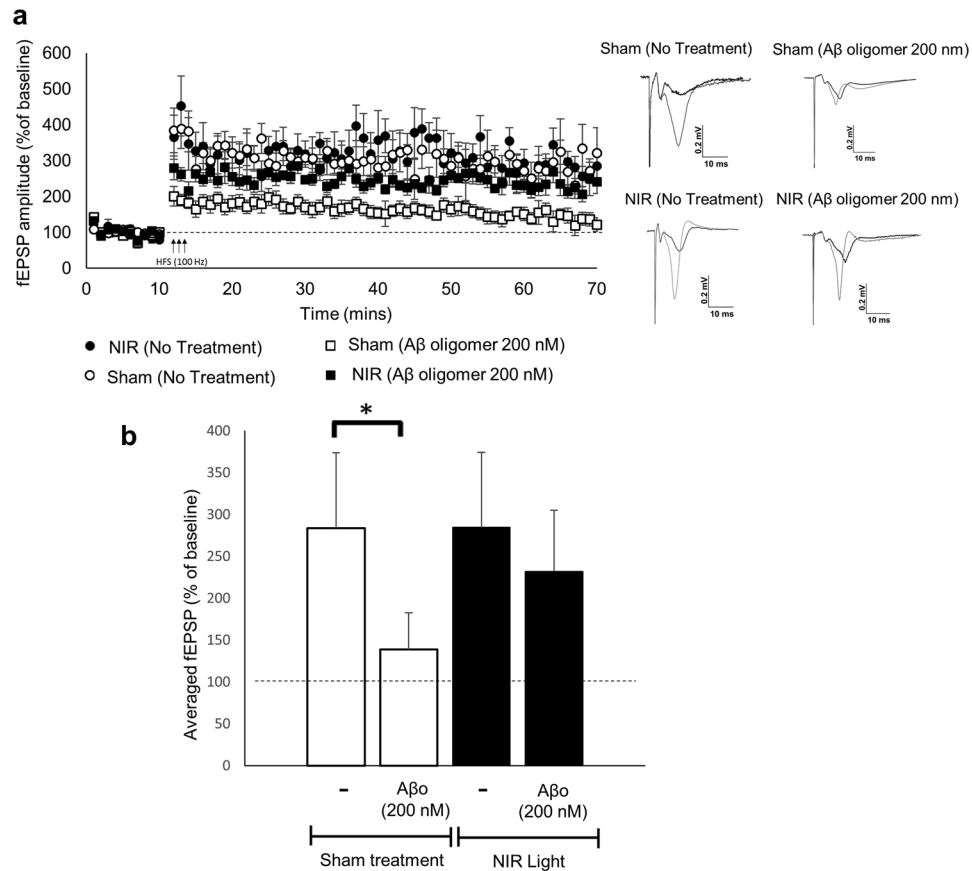 a
fEPSP amplitude (% of baseline)
600
500
400
300
200
100
0
HFS (100 Hz)
0
10
20
30
40
50
60
70
Time (mins)
Sham (No Treatment)
0.2 mV
10 ms
Sham (Aβ oligomer 200 nm)
0.2 mV
10 ms
NIR (No Treatment)
0.2 mV
10 ms
NIR (Aβ oligomer 200 nm)
0.2 mV
10 ms
NIR (No Treatment)
Sham (Aβ oligomer 200 nM)
Sham (No Treatment)
NIR (Aβ oligomer 200 nM)
b
Averaged fEPSP (% of baseline)
400
350
300
250
200
150
100
50
0
*
-
Aβo
(200 nM)
-
Aβo
(200 nM)
Sham treatment
NIR Light